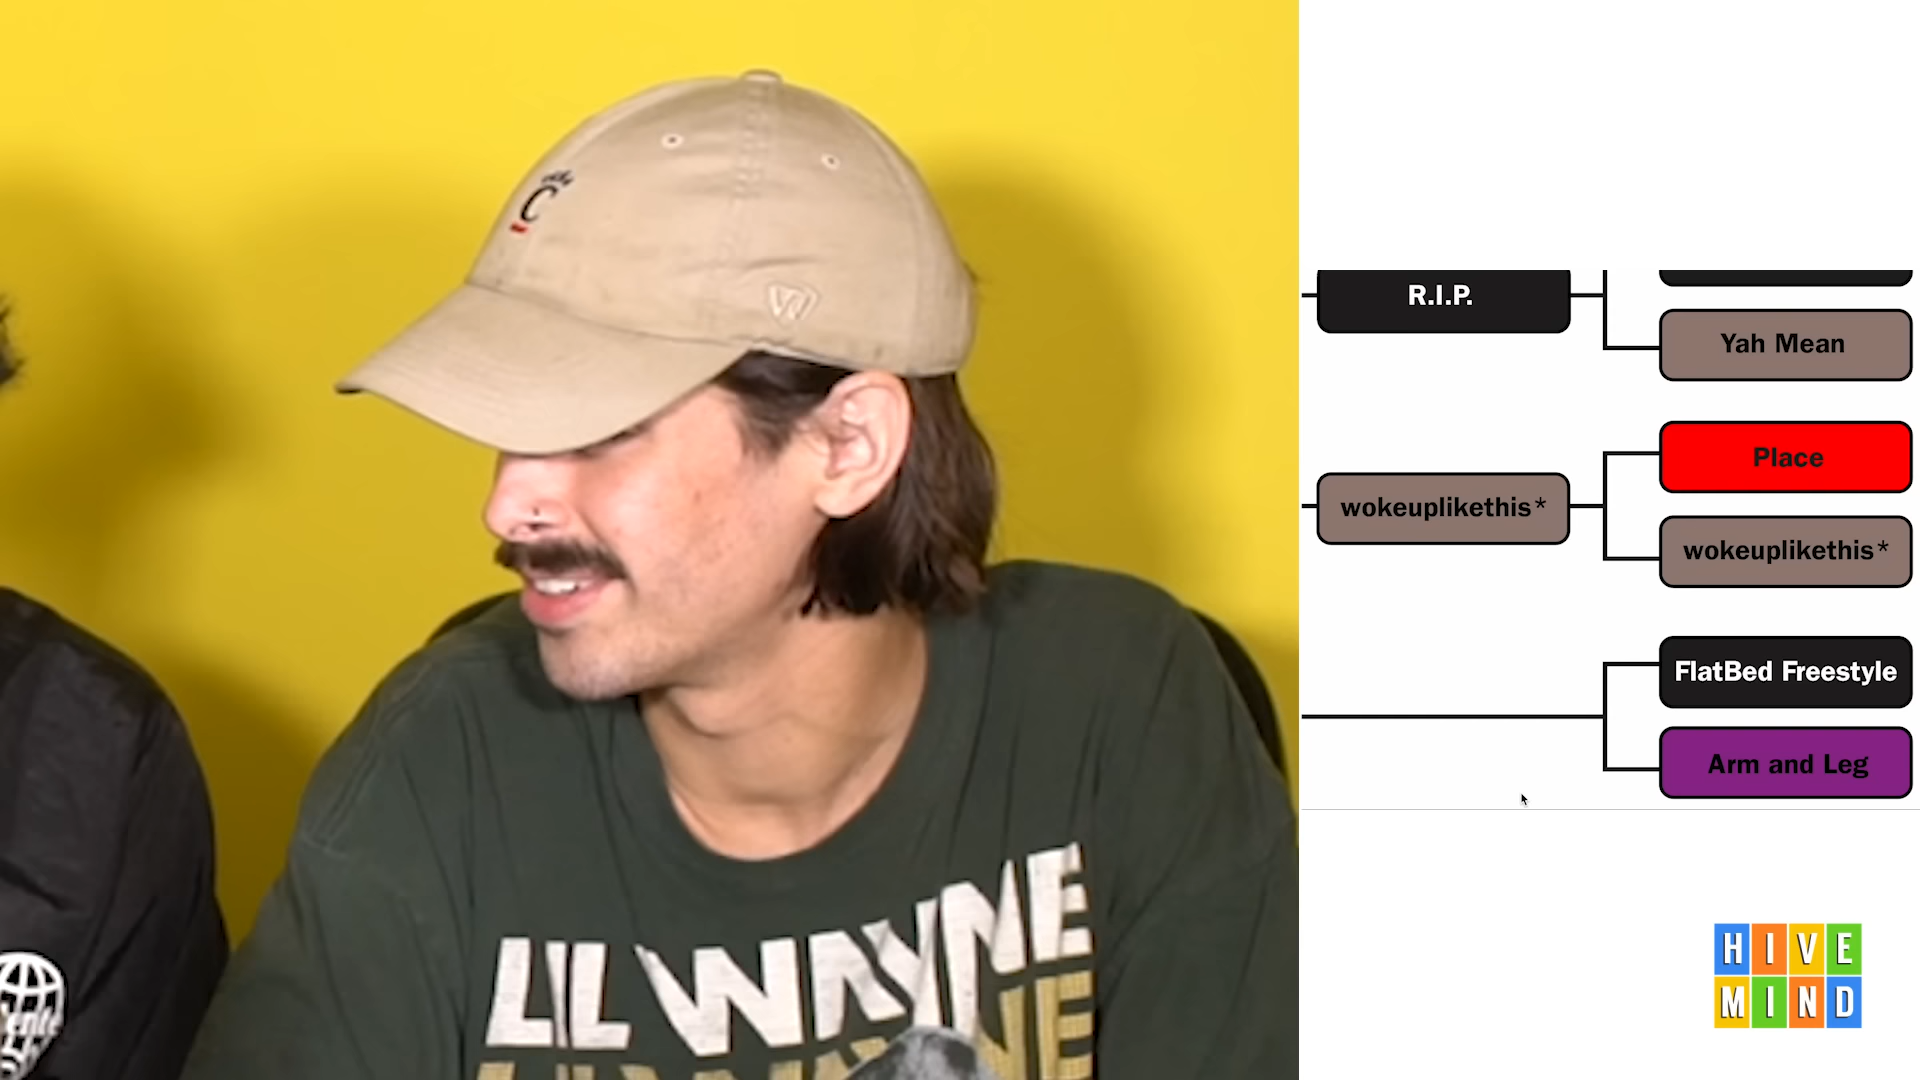 C
LIL WAYNE
R.I.P.
Yah Mean
Place
wokeuplikethis*
wokeuplikethis*
FlatBed Freestyle
Arm and Leg
HIVE
MIND